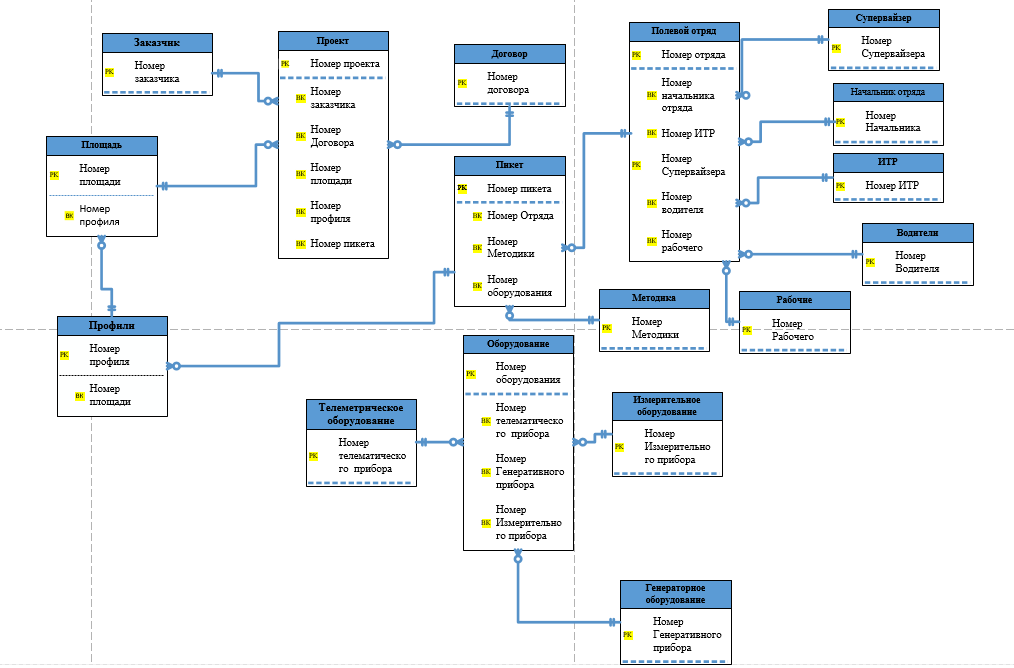 Заказчик
PK
Номер
заказчика
Проект
PK
Номер проекта
ВК
Номер
заказчика
ВК
Номер
Договора
ВК
Номер
площади
ВК
Номер
профиля
ВК
Номер пикета
Договор
PK
Номер
договора
Полевой отряд
PK
Номер отряда
ВК
Номер
начальника
отряда
ВК
Номер ИТР
PK
Номер
Супервайзера
ВК
Номер
водителя
ВК
Номер
рабочего
Супервайзер
PK
Номер
Супервайзера
Начальник отряда
PK
Номер
Начальника
ИТР
PK
Номер ИТР
Водители
PK
Номер
Водителя
Площадь
PK
Номер
площади
ВК
Номер
профиля
Пикет
PK
Номер пикета
ВК
Номер Отряда
ВК
Номер
Методики
ВК
Номер
оборудования
Методика
PK
Номер
Методики
Рабочие
PK
Номер
Рабочего
Профили
PK
Номер
профиля
ВК
Номер
площади
Оборудование
PK
Номер
оборудования
ВК
Номер
телематическо
го прибора
ВК
Номер
Генеративного
прибора
ВК
Номер
Измерительно
го прибора
Телеметрическое
оборудование
PK
Номер
телематическо
го прибора
Измерительное
оборудование
PK
Номер
Измерительно
го прибора
Генераторное
оборудование
PK
Номер
Генеративного
прибора